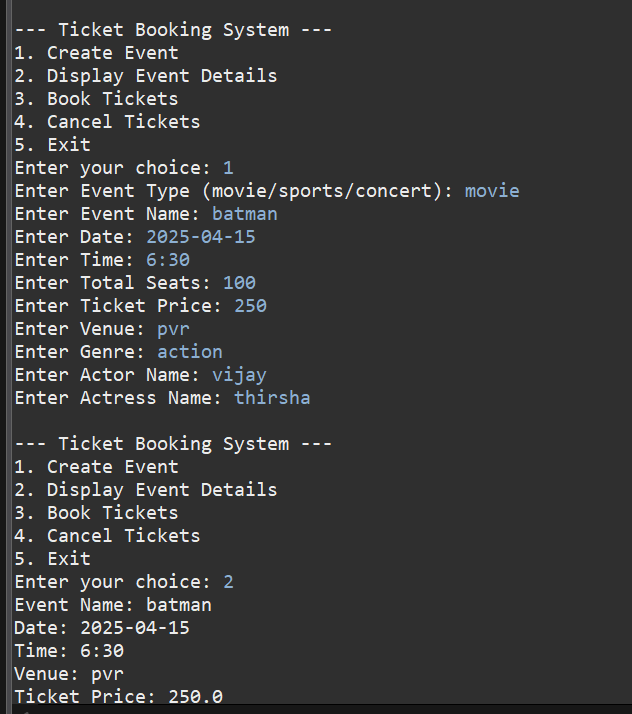 --- Ticket Booking System ---
1. Create Event
2. Display Event Details
3. Book Tickets
4. Cancel Tickets
5. Exit
Enter your choice: 1
Enter Event Type (movie/sports/concert): movie
Enter Event Name: batman
Enter Date: 2025-04-15
Enter Time: 6:30
Enter Total Seats: 100
Enter Ticket Price: 250
Enter Venue: pvr
Enter Genre: action
Enter Actor Name: vijay
Enter Actress Name: thirsha

--- Ticket Booking System ---
1. Create Event
2. Display Event Details
3. Book Tickets
4. Cancel Tickets
5. Exit
Enter your choice: 2
Event Name: batman
Date: 2025-04-15
Time: 6:30
Venue: pvr
Ticket Price: 250.0